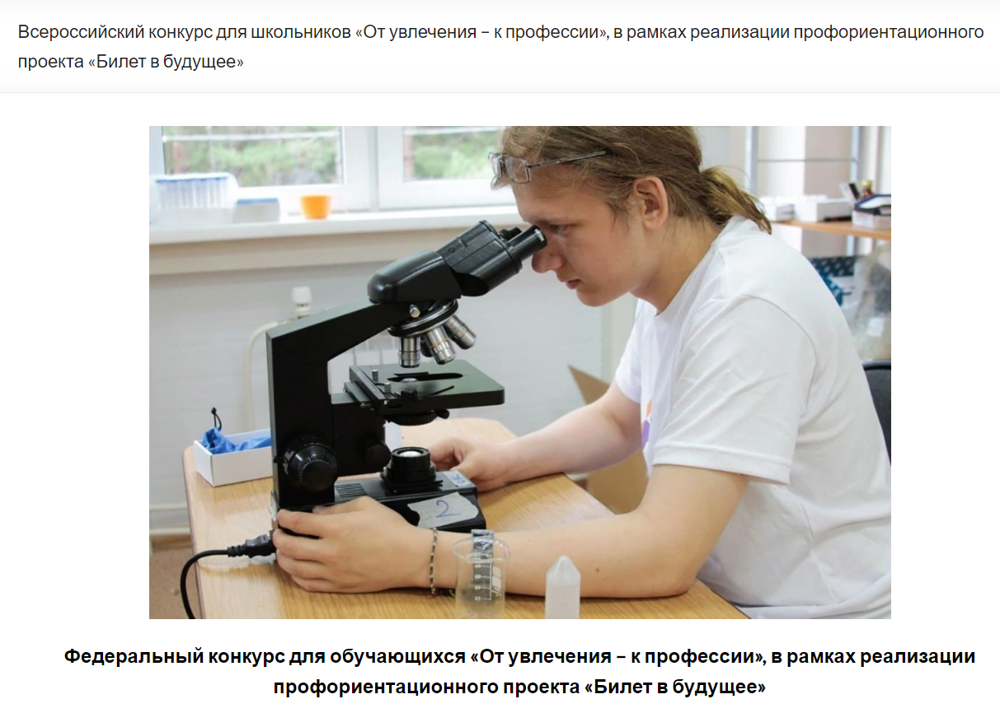 Всероссийский конкурс для школьников «От увлечения – к профессии», в рамках реализации профориентационного
проекта «Билет в будущее»
2
Федеральный конкурс для обучающихся «От увлечения – к профессии», в рамках реализации
профориентационного проекта «Билет в будущее»